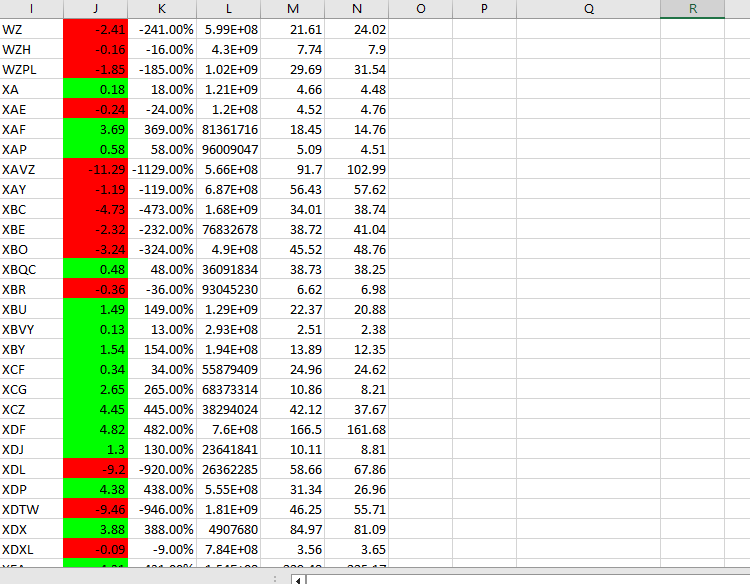 I J K L M N O P Q R
WZ -2.41 -241.00% 5.99E+08 21.61 24.02
WZH -0.16 -16.00% 4.3E+09 7.74 7.9
WZPL -1.85 -185.00% 1.02E+09 29.69 31.54
XA 0.18 18.00% 1.21E+09 4.66 4.48
XAE -0.24 -24.00% 1.2E+08 4.52 4.76
XAF 3.69 369.00% 81361716 18.45 14.76
XAP 0.58 58.00% 96009047 5.09 4.51
XAVZ -11.29 -1129.00% 5.66E+08 91.7 102.99
XAY -1.19 -119.00% 6.87E+08 56.43 57.62
XBC -4.73 -473.00% 1.68E+09 34.01 38.74
XBE -2.32 -232.00% 76832678 38.72 41.04
XBO -3.24 -324.00% 4.9E+08 45.52 48.76
XBQC 0.48 48.00% 36091834 38.73 38.25
XBR -0.36 -36.00% 93045230 6.62 6.98
XBU 1.49 149.00% 1.29E+09 22.37 20.88
XBVY 0.13 13.00% 2.93E+08 2.51 2.38
XBY 1.54 154.00% 1.94E+08 13.89 12.35
XCF 0.34 34.00% 55879409 24.96 24.62
XCG 2.65 265.00% 68373314 10.86 8.21
XCZ 4.45 445.00% 38294024 42.12 37.67
XDF 4.82 482.00% 7.6E+08 166.5 161.68
XDJ 1.3 130.00% 23641841 10.11 8.81
XDL -9.2 -920.00% 26362285 58.66 67.86
XDP 4.38 438.00% 5.55E+08 31.34 26.96
XDTW -9.46 -946.00% 1.81E+09 46.25 55.71
XDX 3.88 388.00% 4907680 84.97 81.09
XDXL -0.09 -9.00% 7.84E+08 3.56 3.65